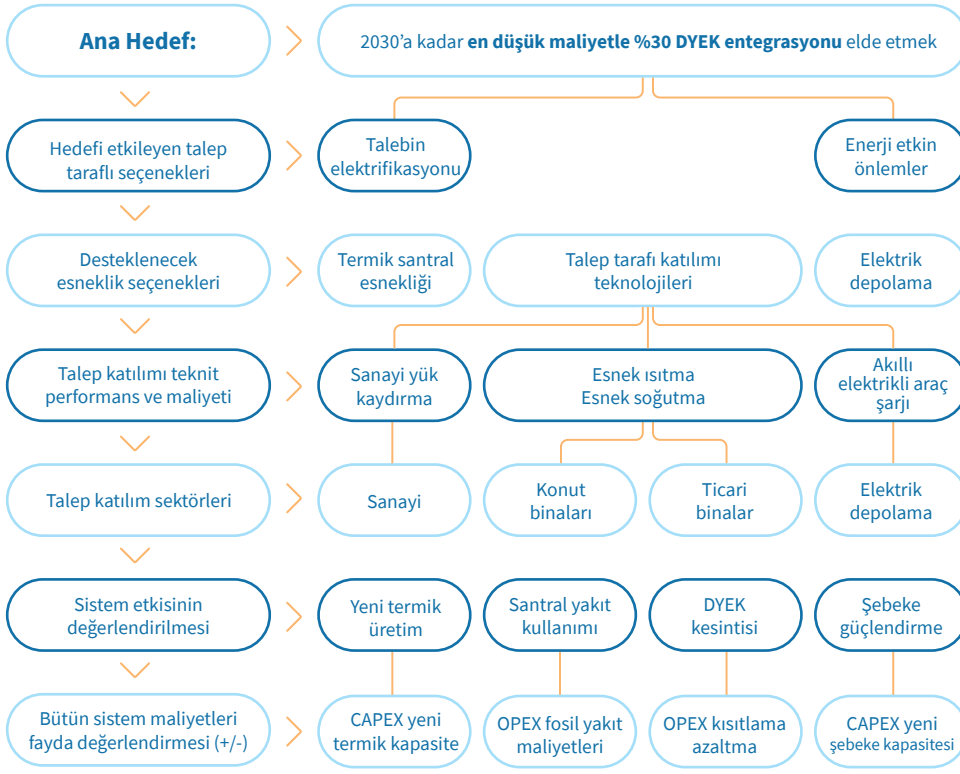 Ana Hedef:
2030’a kadar en düşük maliyetle %30 DYEK entegrasyonu elde etmek
Hedefi etkileyen talep
taraflı seçenekleri
Talebin
elektrifikasyonu
Enerji etkin
önlemler
Desteklenecek
esneklik seçenekleri
Termik santral
esnekliği
Talep tarafı katılımı
teknolojileri
Elektrik
depolama
Talep katılımı teknit
performans ve maliyeti
Sanayi yük
kaydırma
Esnek ısıtma
Esnek soğutma
Akıllı
elektrikli araç
şarjı
Talep katılım sektörleri
Sanayi
Konut
binaları
Ticari
binalar
Elektrik
depolama
Sistem etkisinin
değerlendirilmesi
Yeni termik
üretim
Santral yakıt
kullanımı
DYEK
kesintisi
Şebeke
güçlendirme
Bütün sistem maliyetleri
fayda değerlendirmesi (+/-)
CAPEX yeni
termik kapasite
OPEX fosil yakıt
maliyetleri
OPEX kısıtlama
azaltma
CAPEX yeni
şebeke kapasitesi